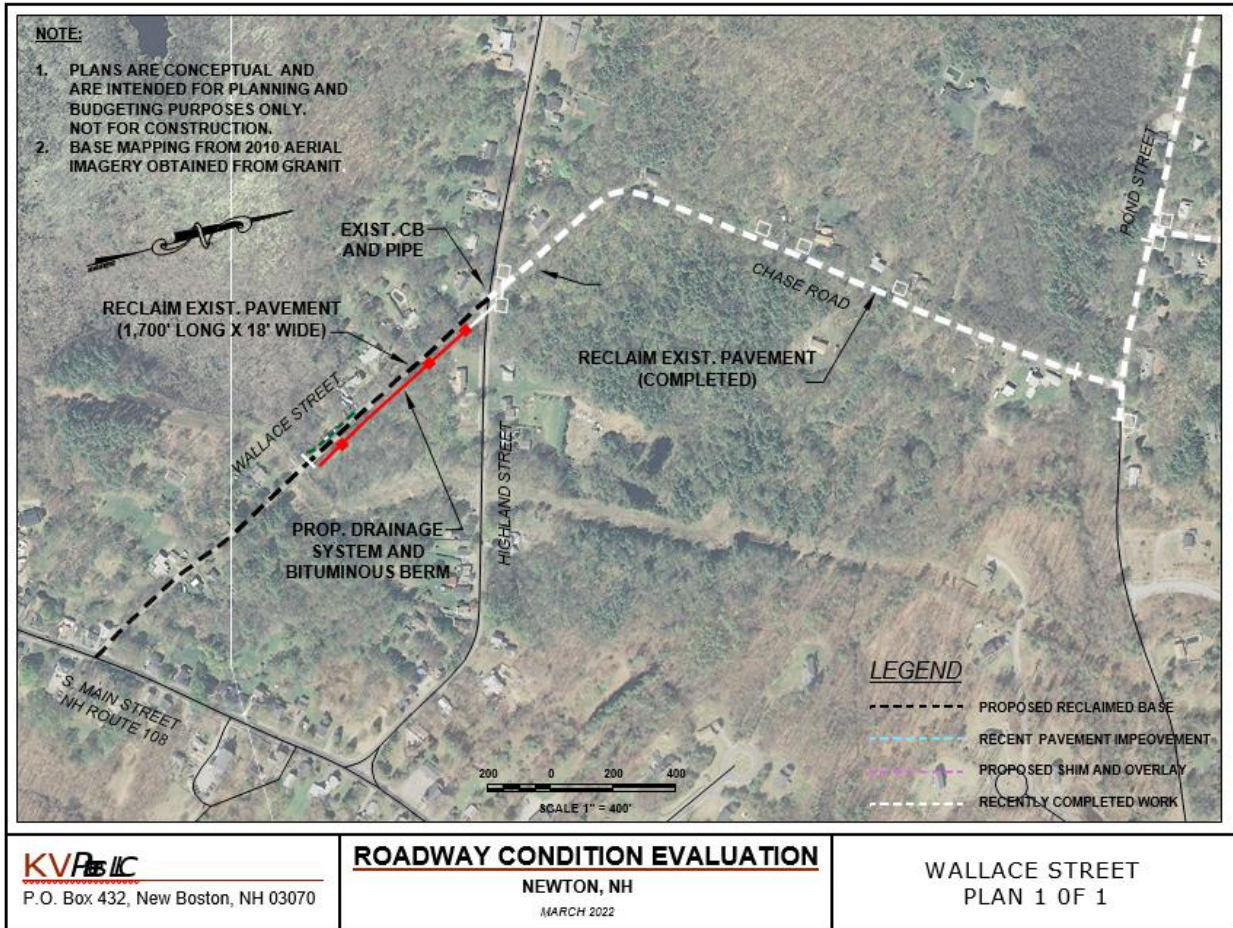 NOTE:
1. PLANS ARE CONCEPTUAL AND
ARE INTENDED FOR PLANNING AND
BUDGETING PURPOSES ONLY.
NOT FOR CONSTRUCTION.
2. BASE MAPPING FROM 2010 AERIAL
IMAGERY OBTAINED FROM GRANIT.
EXIST. CB
AND PIPE
RECLAIM EXIST. PAVEMENT
(1,700' LONG X 18' WIDE)
WALLACE STREET
CHASE ROAD
POND STREET
RECLAIM EXIST. PAVEMENT
(COMPLETED)
HIGHLAND STREET
PROP. DRAINAGE
SYSTEM AND
BITUMINOUS BERM
S. MAIN STREET
NH ROUTE 108
200 0 200 400
SCALE 1" = 400'
LEGEND
PROPOSED RECLAIMED BASE
RECENT PAVEMENT IMPEOVEMENT
PROPOSED SHIM AND OVERLAY
RECENTLY COMPLETED WORK
KV LLC
P.O. Box 432, New Boston, NH 03070
ROADWAY CONDITION EVALUATION
NEWTON, NH
MARCH 2022
WALLACE STREET
PLAN 1 OF 1